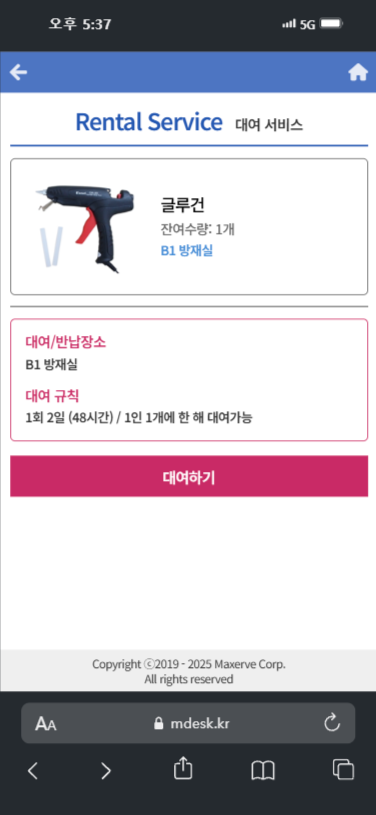 오후 5:37
5G
Rental Service 대여 서비스
글루건
잔여수량: 1개
B1 방재실
대여/반납장소
B1 방재실
대여 규칙
1회 2일 (48시간) / 1인 1개에 한 해 대여가능
대여하기
Copyright ⓒ2019 - 2025 Maxerve Corp.
All rights reserved
AA
mdesk.kr